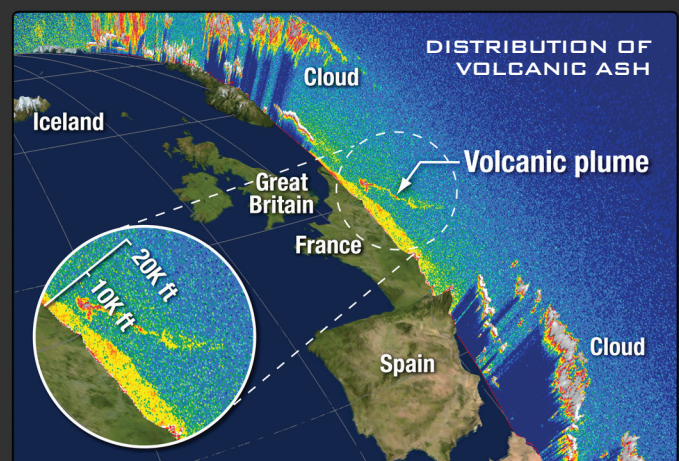 DISTRIBUTION OF
VOLCANIC ASH
Cloud
Iceland
Volcanic plume
Great
Britain
France
20K ft
10K ft
Spain
Cloud